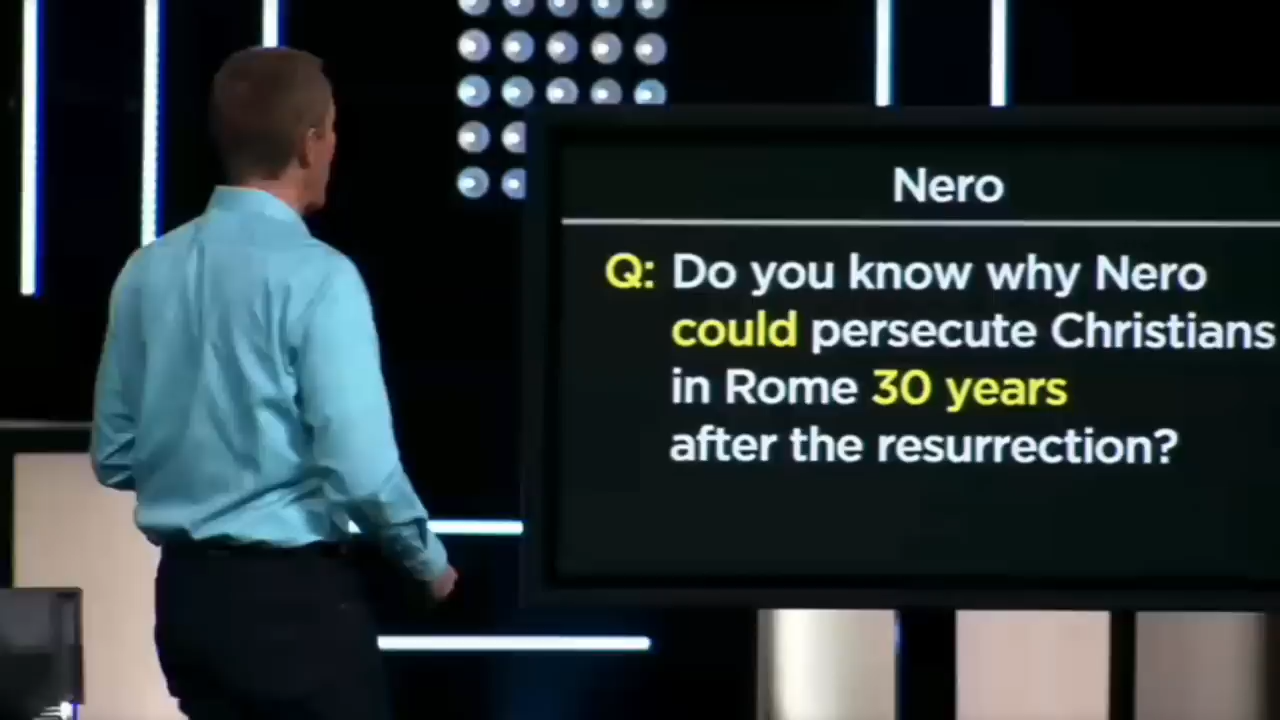 Nero
Q: Do you know why Nero
could persecute Christians
in Rome 30 years
after the resurrection?